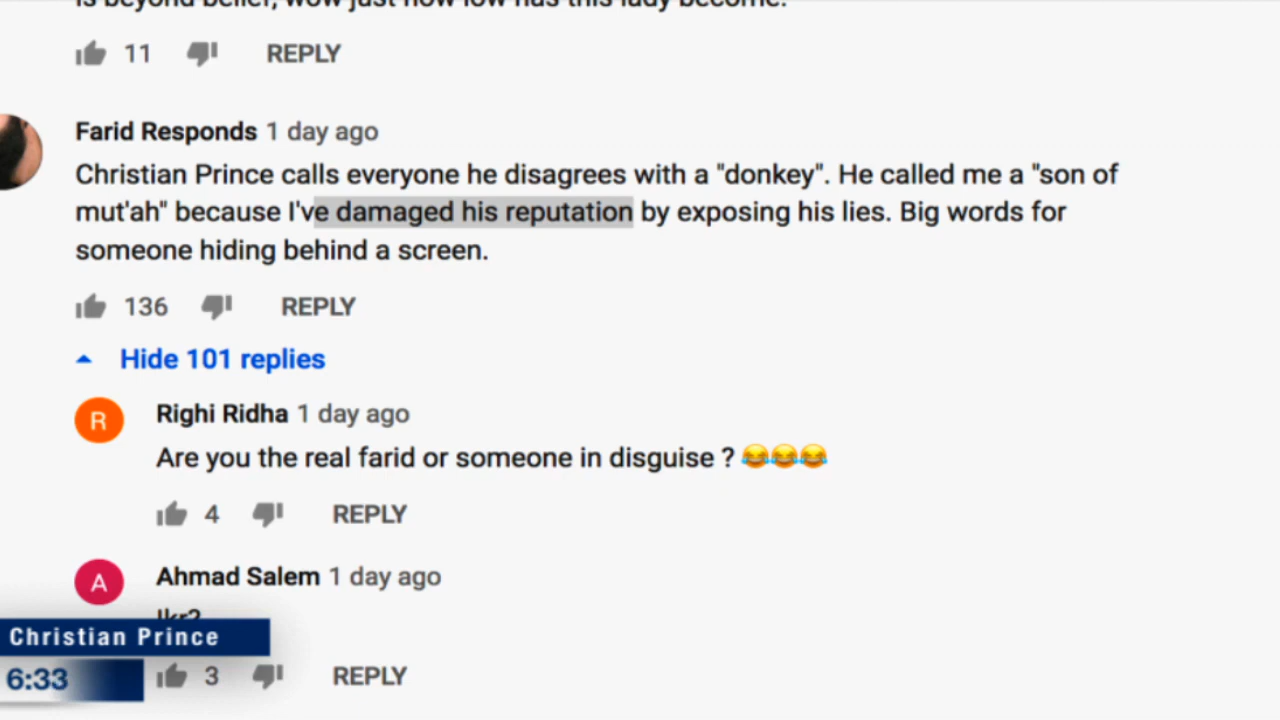 is beyond belief, wow just how low has this lady become.
11 REPLY
Farid Responds 1 day ago
Christian Prince calls everyone he disagrees with a "donkey". He called me a "son of
mut'ah" because I've damaged his reputation by exposing his lies. Big words for
someone hiding behind a screen.
136 REPLY
Hide 101 replies
R
Righi Ridha 1 day ago
Are you the real farid or someone in disguise ? 😂😂😂
4 REPLY
A
Ahmad Salem 1 day ago
Ikr?
Christian Prince
6:33
3 REPLY